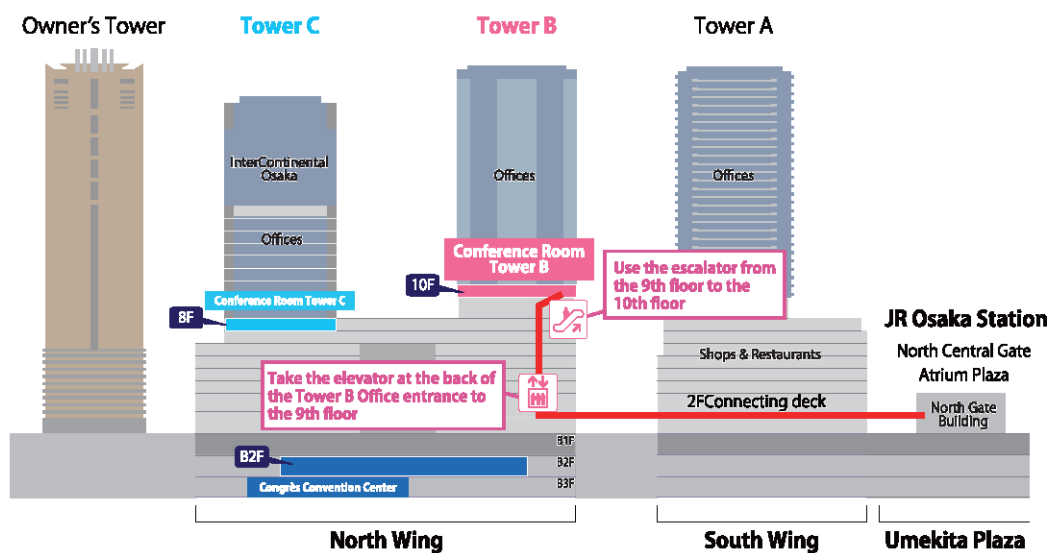 Owner's Tower
Tower C
Tower B
Tower A
InterContinental
Osaka
Offices
Offices
Offices
Conference Room
Tower B
Use the escalator from
the 9th floor to the
10th floor
10F
Conference Room Tower C
8F
JR Osaka Station
North Central Gate
Atrium Plaza
Shops & Restaurants
Take the elevator at the back of
the Tower B Office entrance to
the 9th floor
2FConnecting deck
North Gate
Building
B1F
B2F
B2F
B3F
Congrès Convention Center
North Wing
South Wing
Umekita Plaza